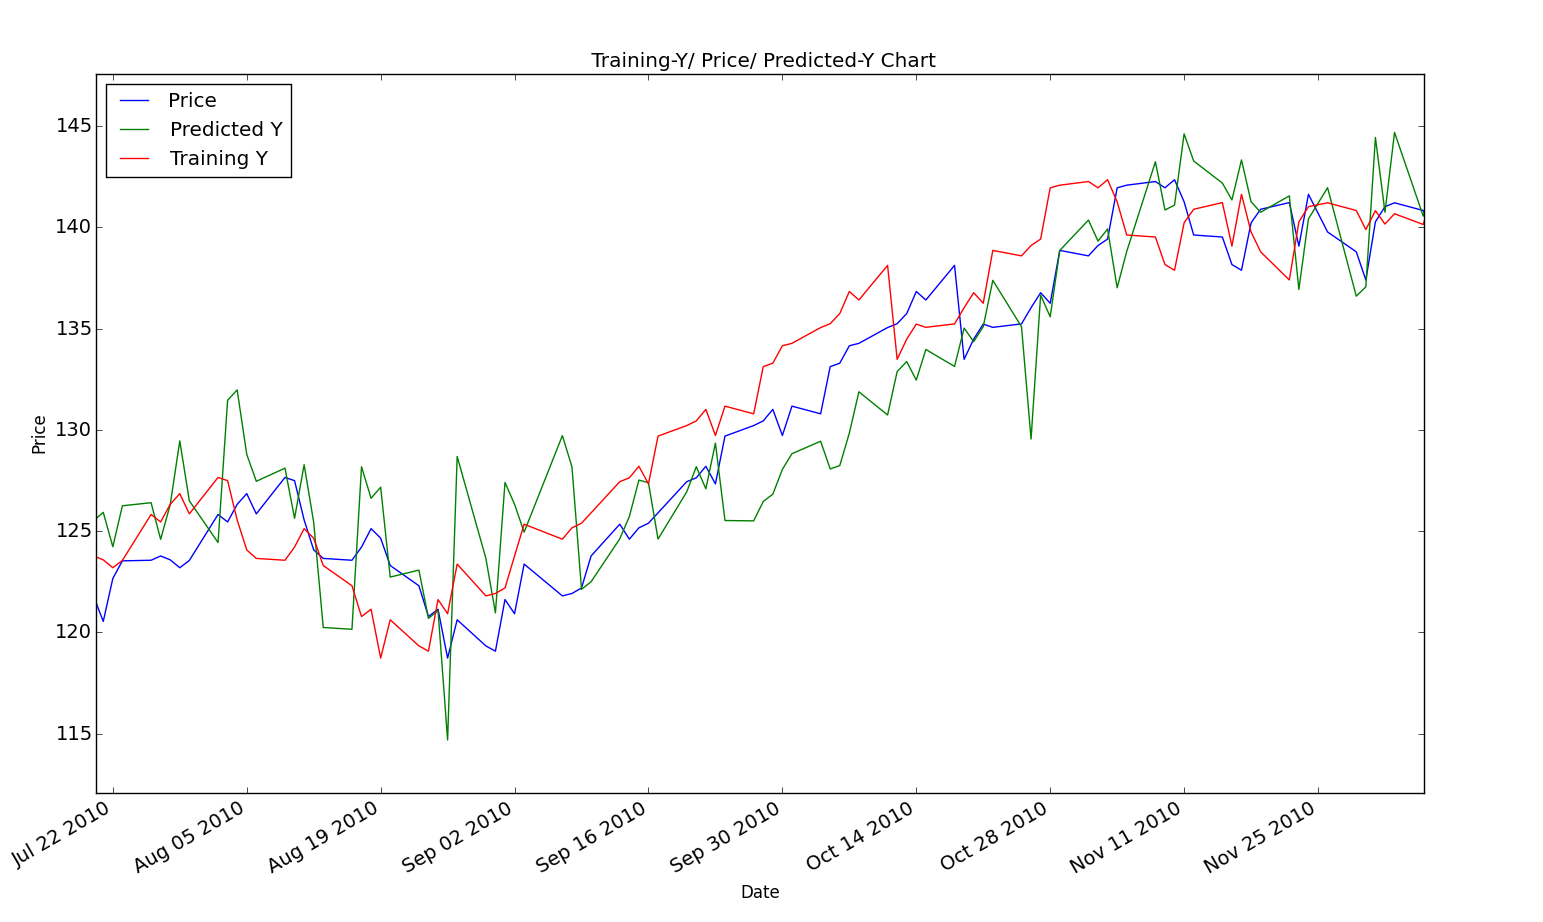 Training-Y/ Price/ Predicted-Y Chart
Price
Predicted Y
Training Y
145
140
135
130
125
120
115
Price
Jul 22 2010
Aug 05 2010
Aug 19 2010
Sep 02 2010
Sep 16 2010
Sep 30 2010
Oct 14 2010
Oct 28 2010
Nov 11 2010
Nov 25 2010
Date